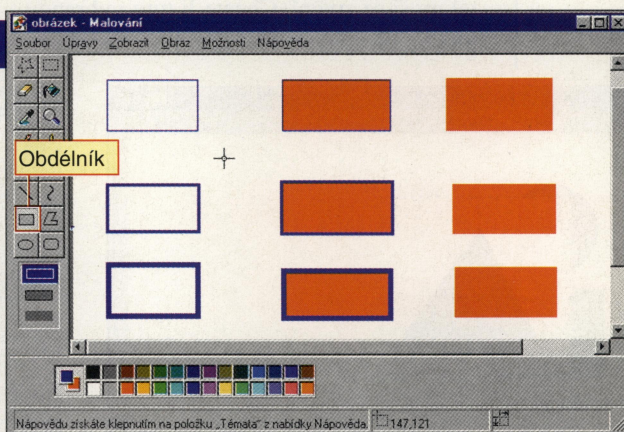 obrázek - Malování
Soubor Úpravy Zobrazit Obraz Možnosti Nápověda
Obdélník
Nápovědu získáte klepnutím na položku „Témata" z nabídky Nápověda.
147,121